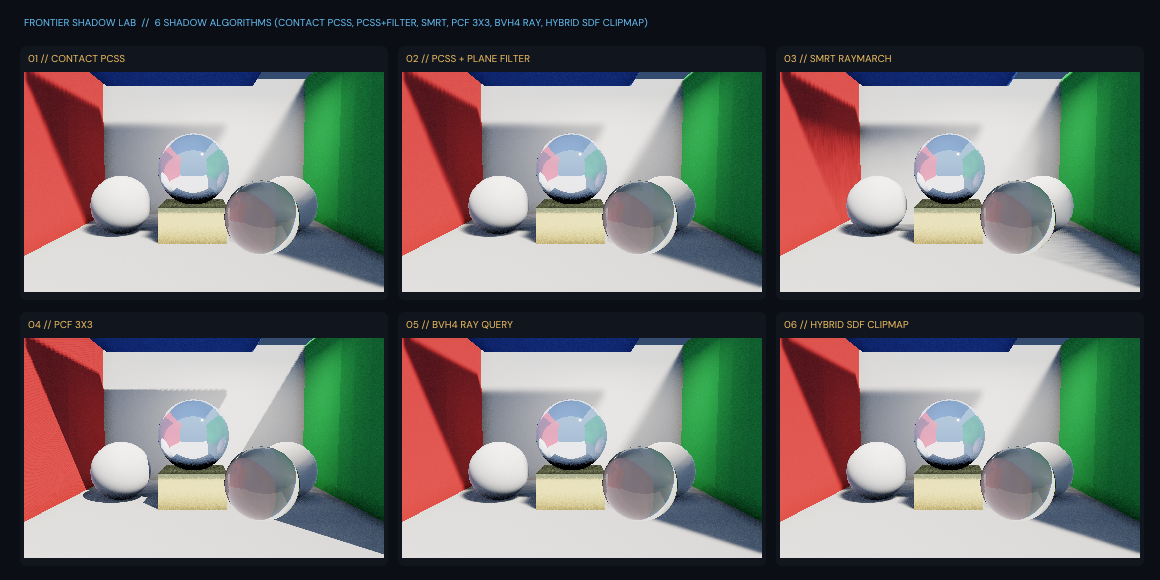 FRONTIER SHADOW LAB // 6 SHADOW ALGORITHMS (CONTACT PCSS, PCSS+FILTER, SMRT, PCF 3X3, BVH4 RAY, HYBRID SDF CLIPMAP)
01 // CONTACT PCSS
02 // PCSS + PLANE FILTER
03 // SMRT RAYMARCH
04 // PCF 3X3
05 // BVH4 RAY QUERY
06 // HYBRID SDF CLIPMAP